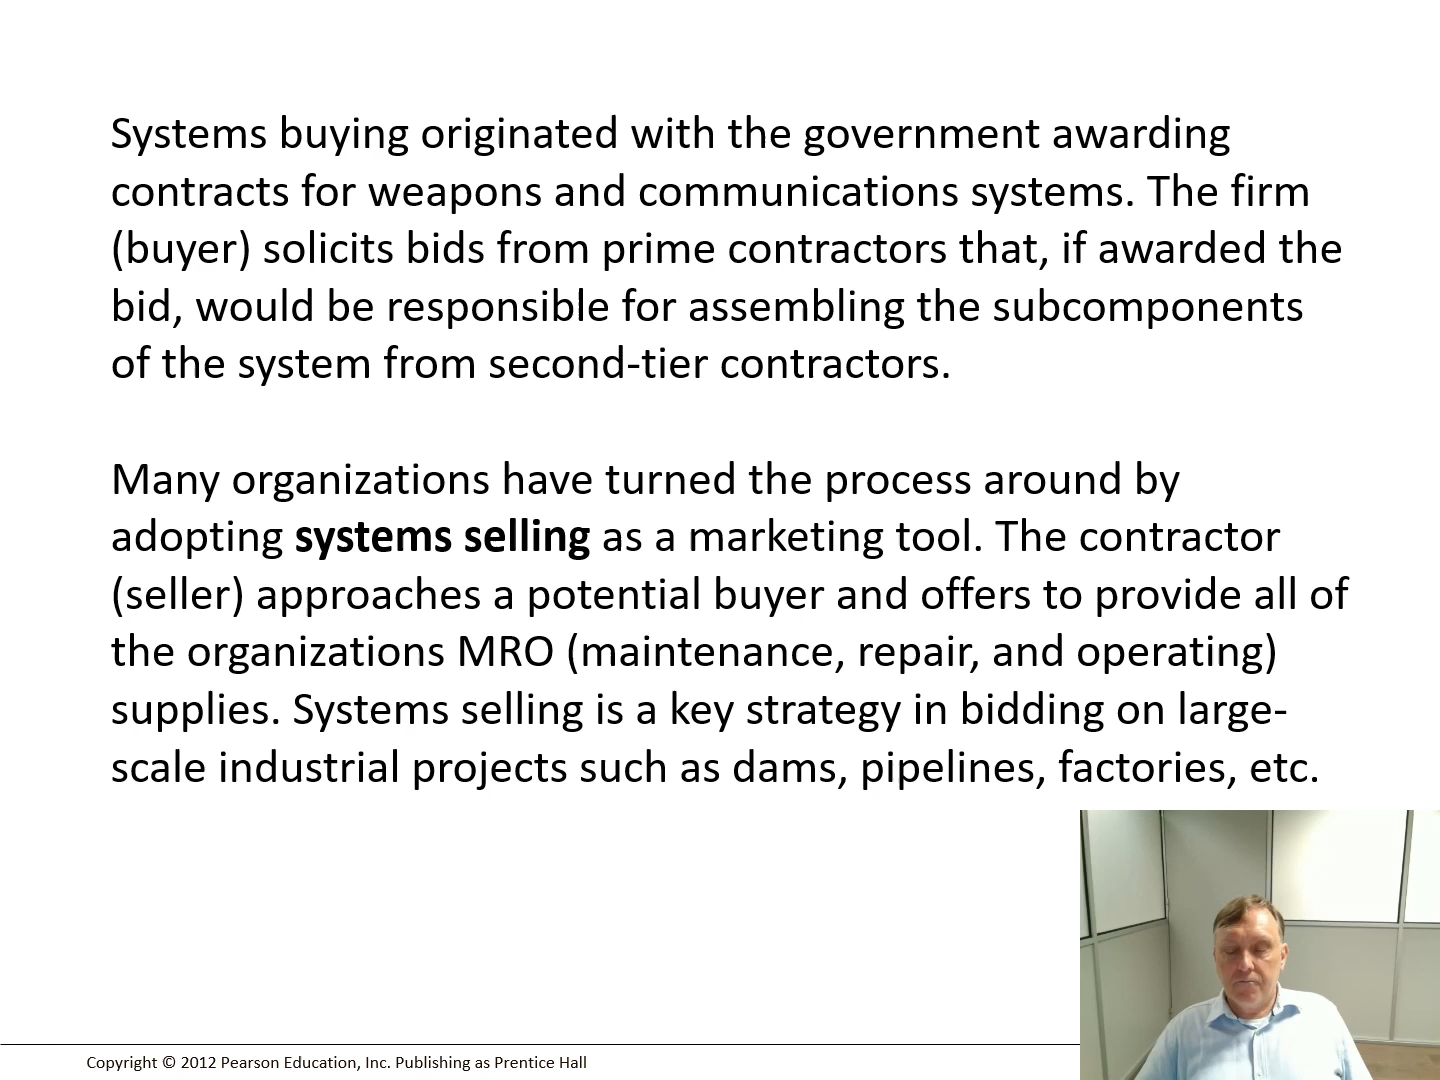 Systems buying originated with the government awarding
contracts for weapons and communications systems. The firm
(buyer) solicits bids from prime contractors that, if awarded the
bid, would be responsible for assembling the subcomponents
of the system from second-tier contractors.
Many organizations have turned the process around by
adopting systems selling as a marketing tool. The contractor
(seller) approaches a potential buyer and offers to provide all of
the organizations MRO (maintenance, repair, and operating)
supplies. Systems selling is a key strategy in bidding on large-
scale industrial projects such as dams, pipelines, factories, etc.
Copyright © 2012 Pearson Education, Inc. Publishing as Prentice Hall